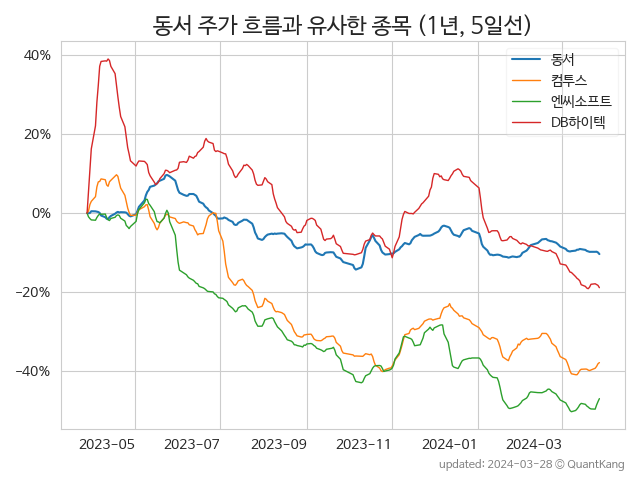 동서 주가 흐름과 유사한 종목 (1년, 5일선)
동서
컴투스
엔씨소프트
DB하이텍
40%
20%
0%
−20%
−40%
2023-05
2023-07
2023-09
2023-11
2024-01
2024-03
updated: 2024-03-28 © QuantKang